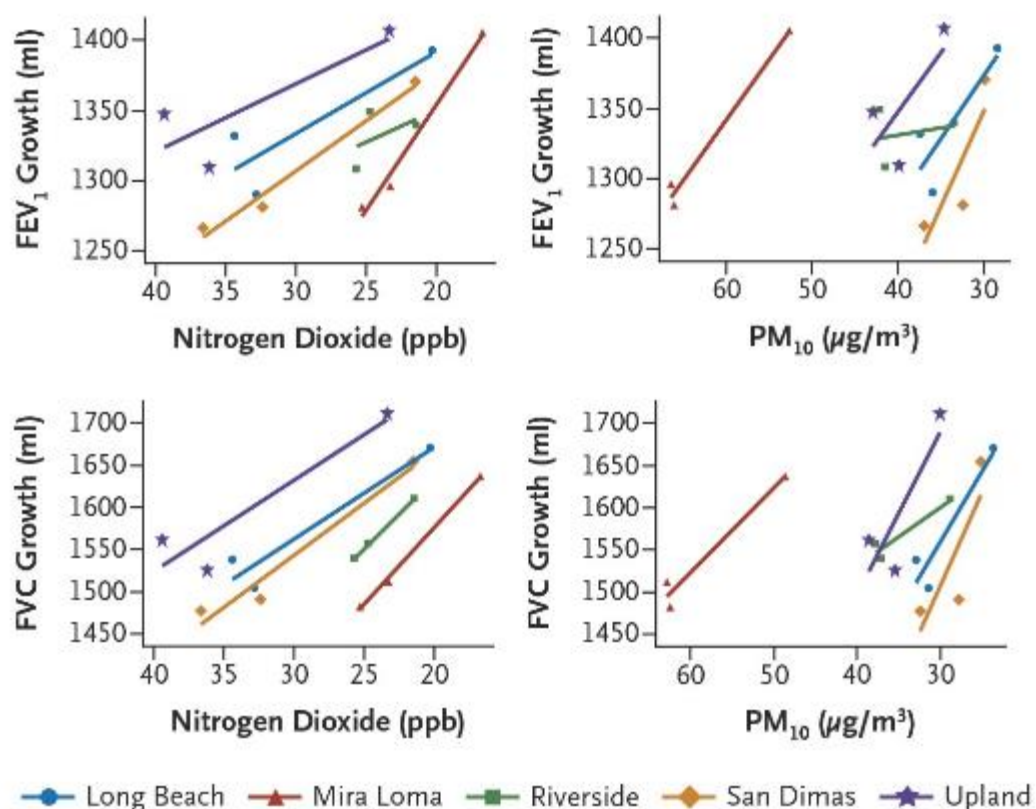 FEV₁ Growth (ml)
1400
1350
1300
1250
40 35 30 25 20
Nitrogen Dioxide (ppb)
FEV₁ Growth (ml)
1400
1350
1300
1250
60 40 30
PM₁₀ (µg/m³)
FVC Growth (ml)
1700
1650
1600
1550
1500
1450
40 35 30 25 20
Nitrogen Dioxide (ppb)
FVC Growth (ml)
1700
1650
1600
1550
1500
1450
60 40 30
PM₁₀ (µg/m³)
Long Beach Mira Loma Riverside San Dimas Upland